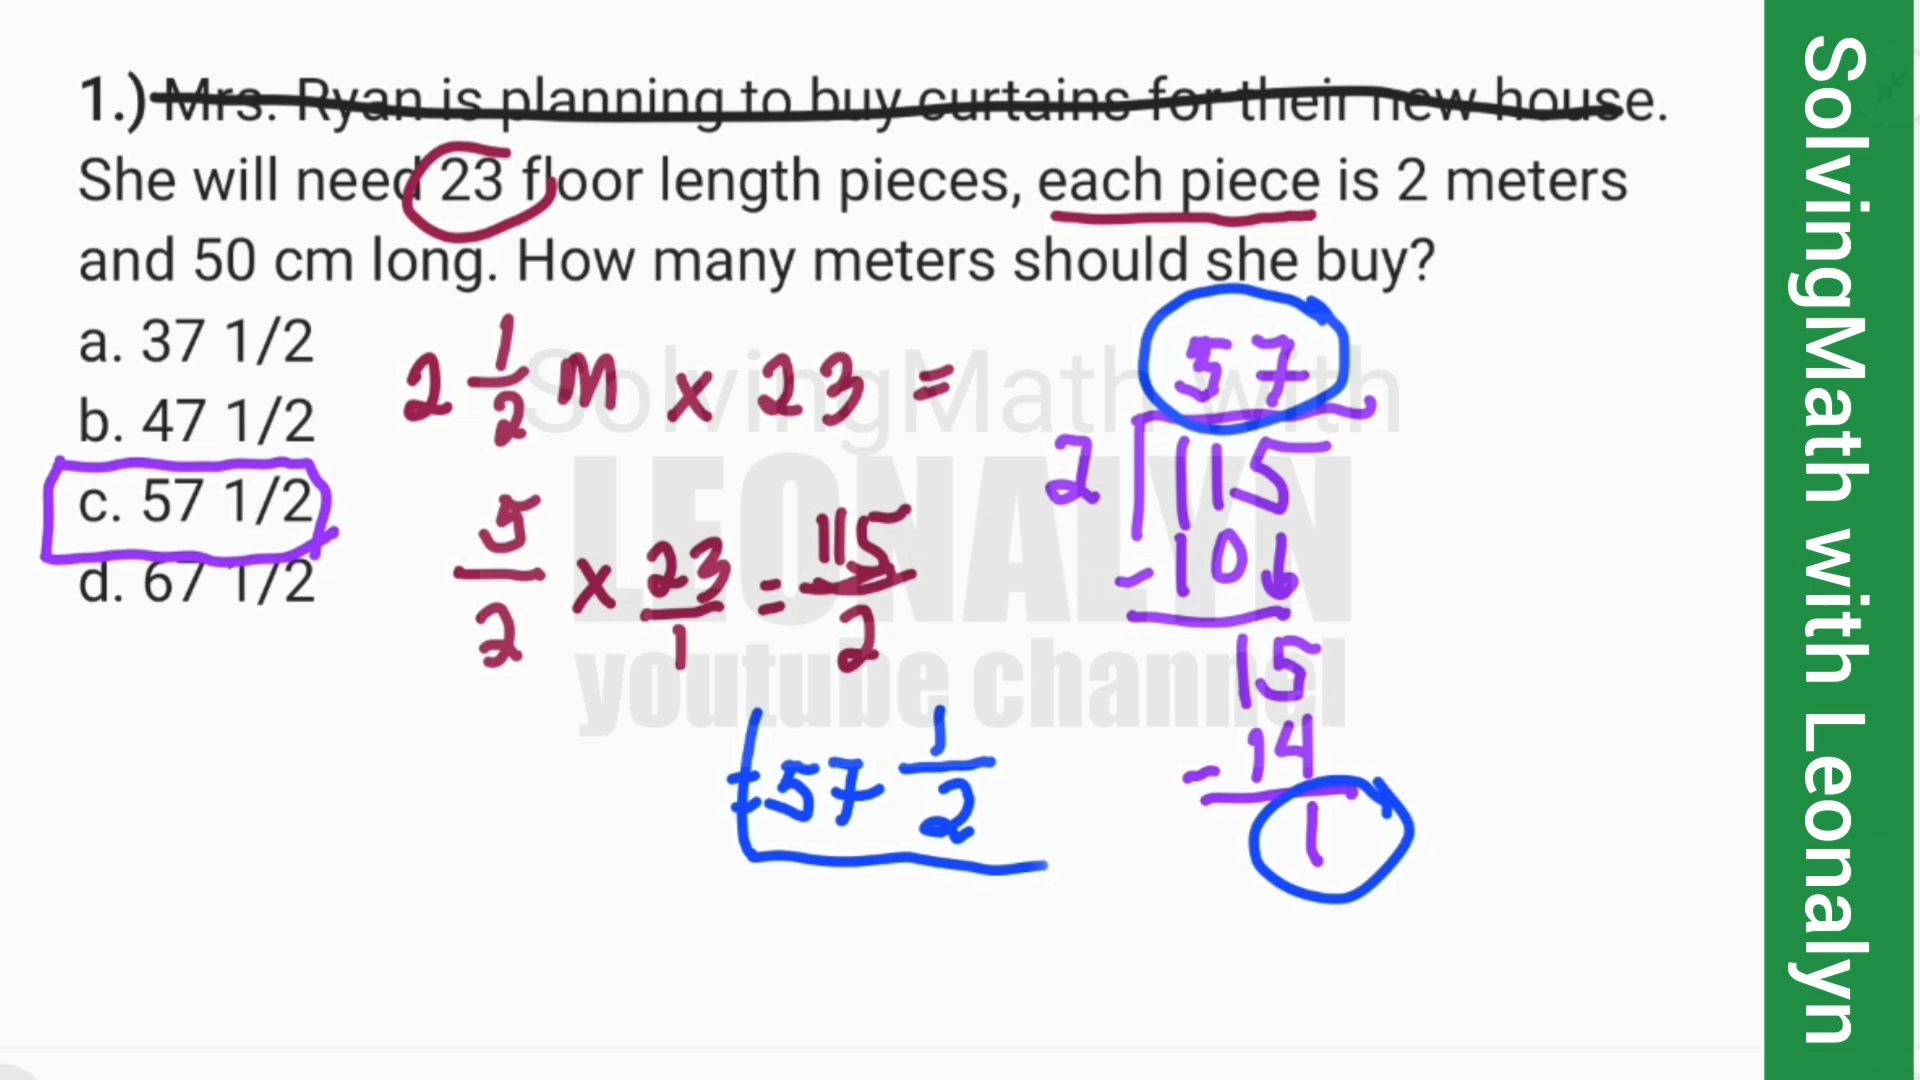 1.) Mrs. Ryan is planning to buy curtains for their new house.
She will need 23 floor length pieces, each piece is 2 meters
and 50 cm long. How many meters should she buy?
a. 37 1/2
b. 47 1/2
c. 57 1/2
d. 67 1/2
2 1/2 m x 23 =
5/2 x 23/1 = 115/2
= 57 1/2
57
2 115
- 10
15
- 14
1
SolvingMath with
LEONALYN
youtube channel
SolvingMath with Leonalyn